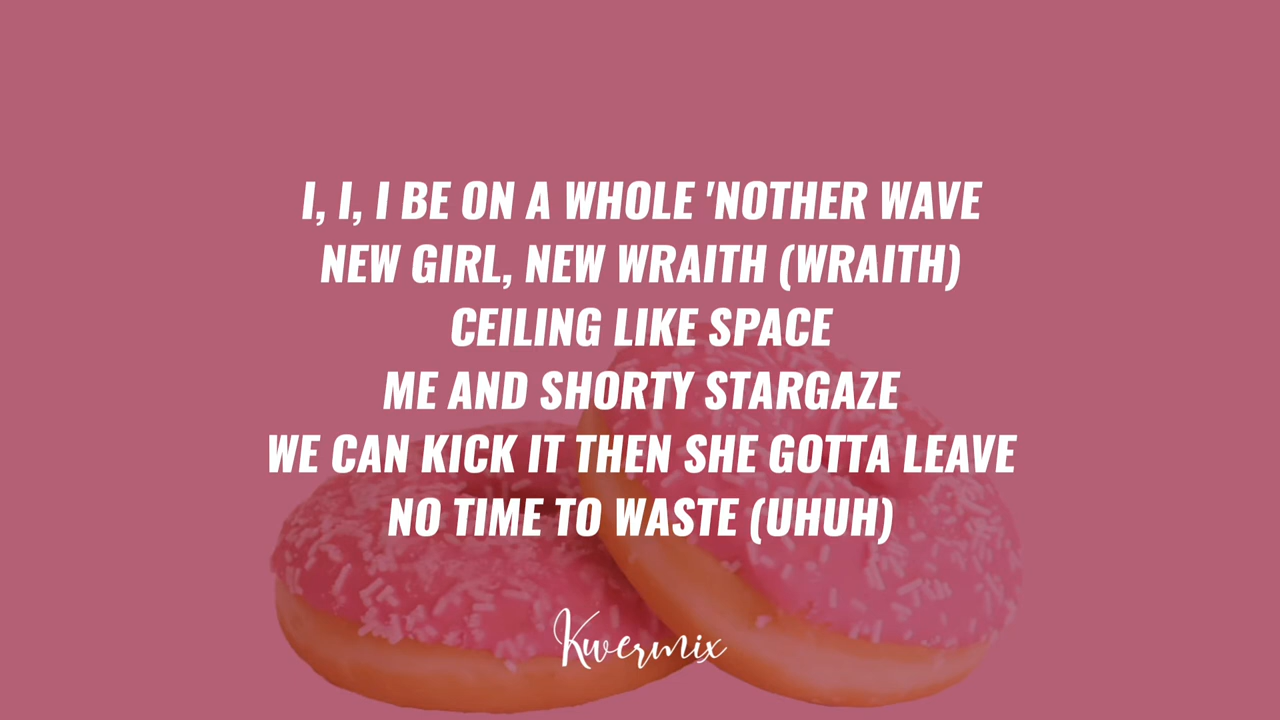 I, I, I BE ON A WHOLE 'NOTHER WAVE
NEW GIRL, NEW WRAITH (WRAITH)
CEILING LIKE SPACE
ME AND SHORTY STARGAZE
WE CAN KICK IT THEN SHE GOTTA LEAVE
NO TIME TO WASTE (UHUH)
Kwermix